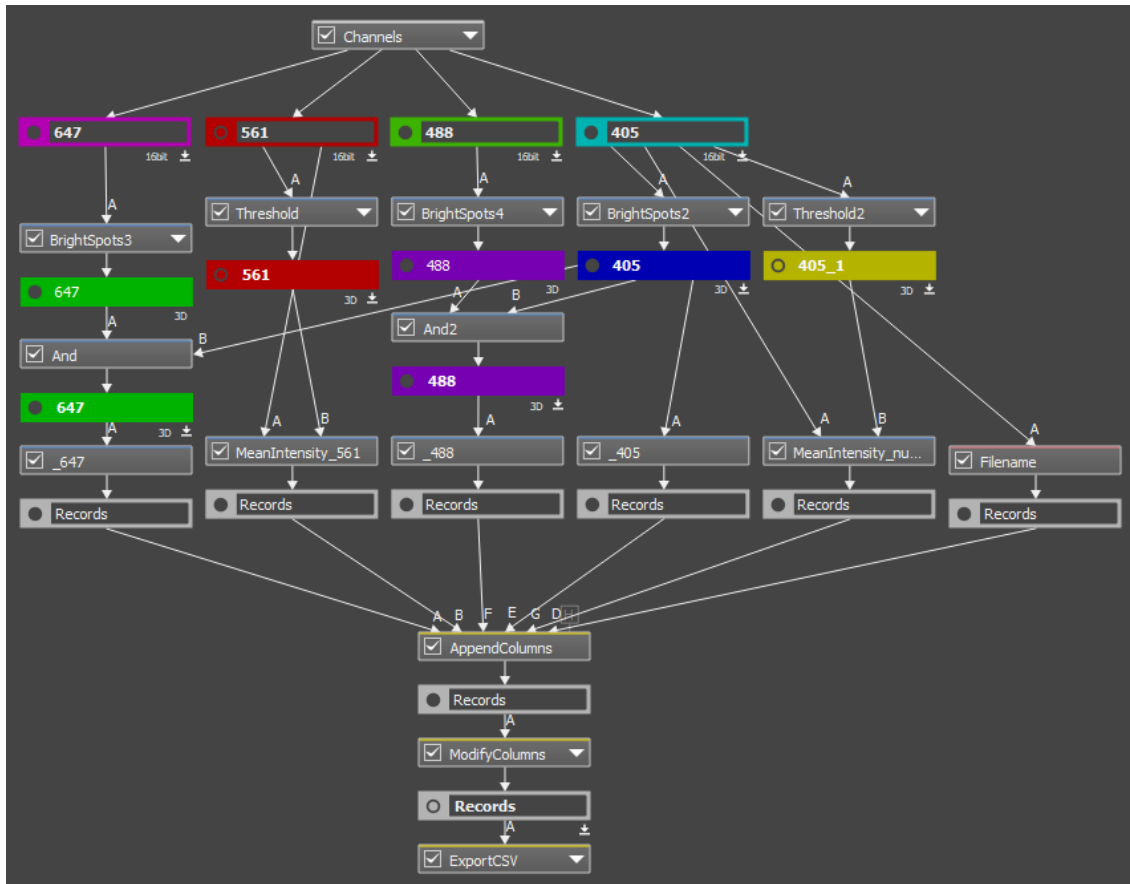 Channels
647
561
488
405
16bit
16bit
16bit
16bit
A
A
A
A
A
BrightSpots3
Threshold
BrightSpots4
BrightSpots2
Threshold2
647
561
488
405
405_1
3D
3D
3D
3D
3D
A
B
A
B
And
And2
647
488
3D
3D
A
A
B
A
A
A
B
A
_647
MeanIntensity_561
_488
_405
MeanIntensity_nu...
Filename
Records
Records
Records
Records
Records
Records
A
B
F
E
G
D
H
AppendColumns
Records
A
ModifyColumns
Records
A
ExportCSV